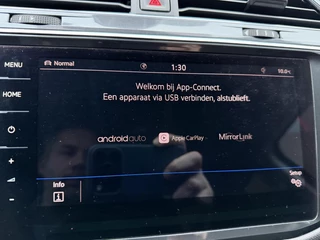 MENU
Normal
1:30
HOME
Welkom bij App-Connect.
Een apparaat via USB verbinden, alstublieft.
androidauto
Apple CarPlay
MirrorLink
Info
Setup